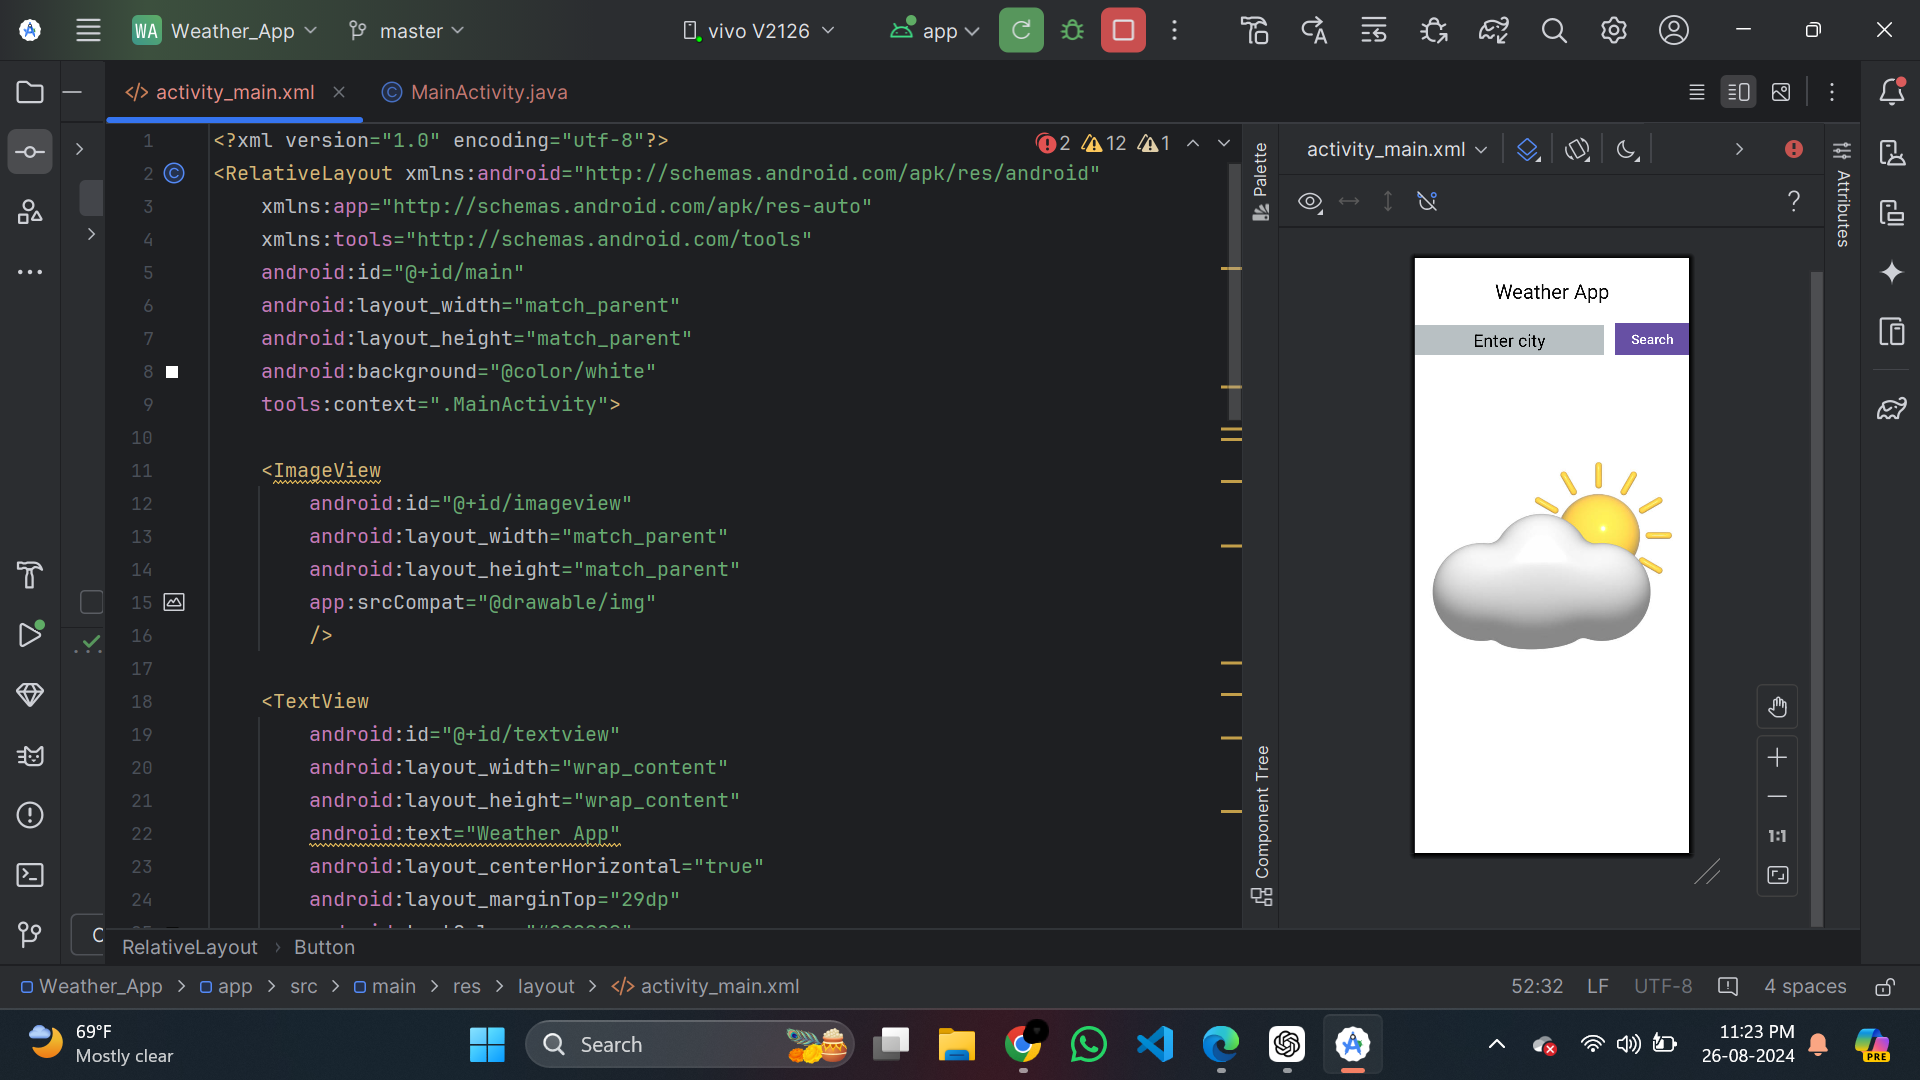 WA Weather_App master vivo V2126 app
activity_main.xml MainActivity.java
1 <?xml version="1.0" encoding="utf-8"?> 2 12 1
2 <RelativeLayout xmlns:android="http://schemas.android.com/apk/res/android"
3 xmlns:app="http://schemas.android.com/apk/res-auto"
4 xmlns:tools="http://schemas.android.com/tools"
5 android:id="@+id/main"
6 android:layout_width="match_parent"
7 android:layout_height="match_parent"
8 android:background="@color/white"
9 tools:context=".MainActivity">
10
11 <ImageView
12 android:id="@+id/imageview"
13 android:layout_width="match_parent"
14 android:layout_height="match_parent"
15 app:srcCompat="@drawable/img"
16 />
17
18 <TextView
19 android:id="@+id/textview"
20 android:layout_width="wrap_content"
21 android:layout_height="wrap_content"
22 android:text="Weather App"
23 android:layout_centerHorizontal="true"
24 android:layout_marginTop="29dp"
Palette
Component Tree
activity_main.xml
Attributes
Weather App
Enter city Search
1:1
RelativeLayout > Button
Weather_App > app > src > main > res > layout > activity_main.xml 52:32 LF UTF-8 4 spaces
69°F
Mostly clear
Search
11:23 PM
26-08-2024
PRE